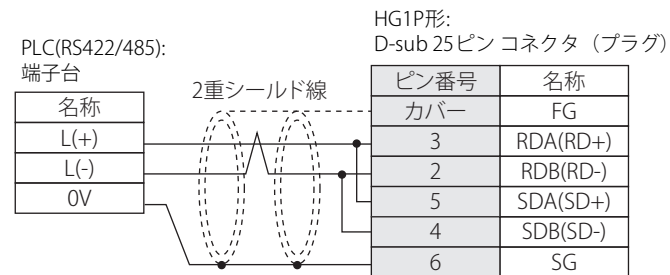 HG1P形:
D-sub 25ピン コネクタ（プラグ）
PLC(RS422/485):
端子台
2重シールド線
名称
L(+)
L(-)
0V
ピン番号 名称
カバー FG
3 RDA(RD+)
2 RDB(RD-)
5 SDA(SD+)
4 SDB(SD-)
6 SG